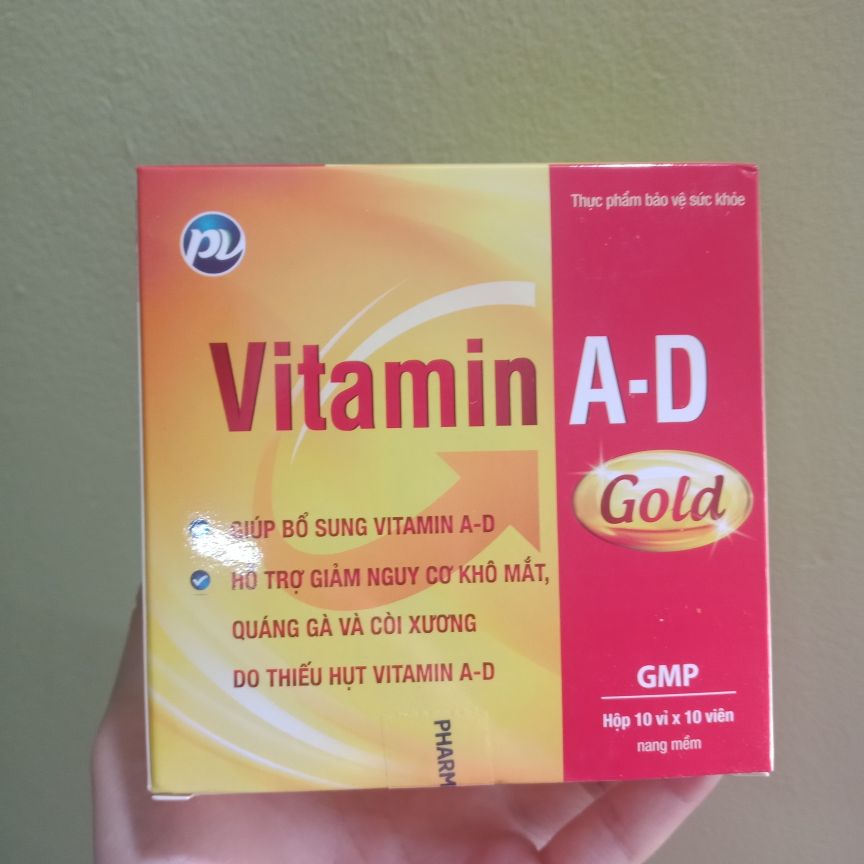 pv
Thực phẩm bảo vệ sức khỏe
Vitamin A-D
Gold
GIÚP BỔ SUNG VITAMIN A-D
HỖ TRỢ GIẢM NGUY CƠ KHÔ MẮT,
QUÁNG GÀ VÀ CÒI XƯƠNG
DO THIẾU HỤT VITAMIN A-D
GMP
Hộp 10 vỉ x 10 viên
nang mềm
PHARM